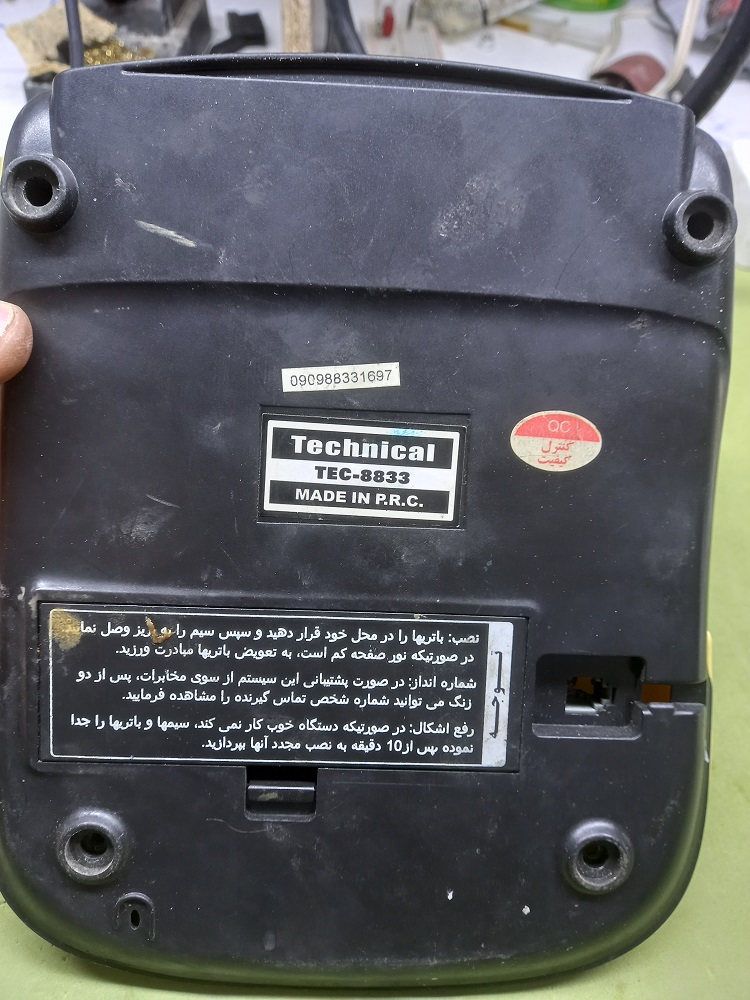 090988331697
Technical
TEC-8833
MADE IN P.R.C.
QC
کنترل
کیفیت
توجه
نصب: باتریها را در محل خود قرار دهید و سپس سیم را به پریز وصل نمائید
در صورتیکه نور صفحه کم است، به تعویض باتریها مبادرت ورزید.
شماره انداز: در صورت پشتیبانی این سیستم از سوی مخابرات، پس از دو
زنگ می توانید شماره شخص تماس گیرنده را مشاهده فرمایید.
رفع اشکال: در صورتیکه دستگاه خوب کار نمی کند، سیمها و باتریها را جدا
نموده پس از10 دقیقه به نصب مجدد آنها بپردازید.